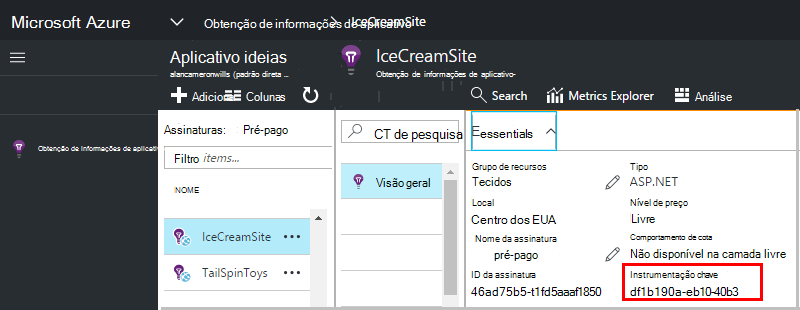 Microsoft Azure
Obtenção de informações de aplicativo
IceCreamSite
Aplicativo ideias
alancameronwills (padrão direta ...
IceCreamSite
Obtenção de informações de aplicativo-
Adicio
Colunas
Search
Metrics Explorer
Análise
Obtenção de informações de aplicativ
Assinaturas: Pré-pago
Filtro items...
NOME
IceCreamSite
TailSpinToys
CT de pesquisa
Visão geral
Eessentials
Grupo de recursos
Tecidos
Tipo
ASP.NET
Local
Centro dos EUA
Nível de preço
Livre
Nome da assinatura
pré-pago
Comportamento de cota
Não disponível na camada livre
ID da assinatura
46ad75b5-t1fd5aaaf1850
Instrumentação chave
df1b190a-eb10-40b3